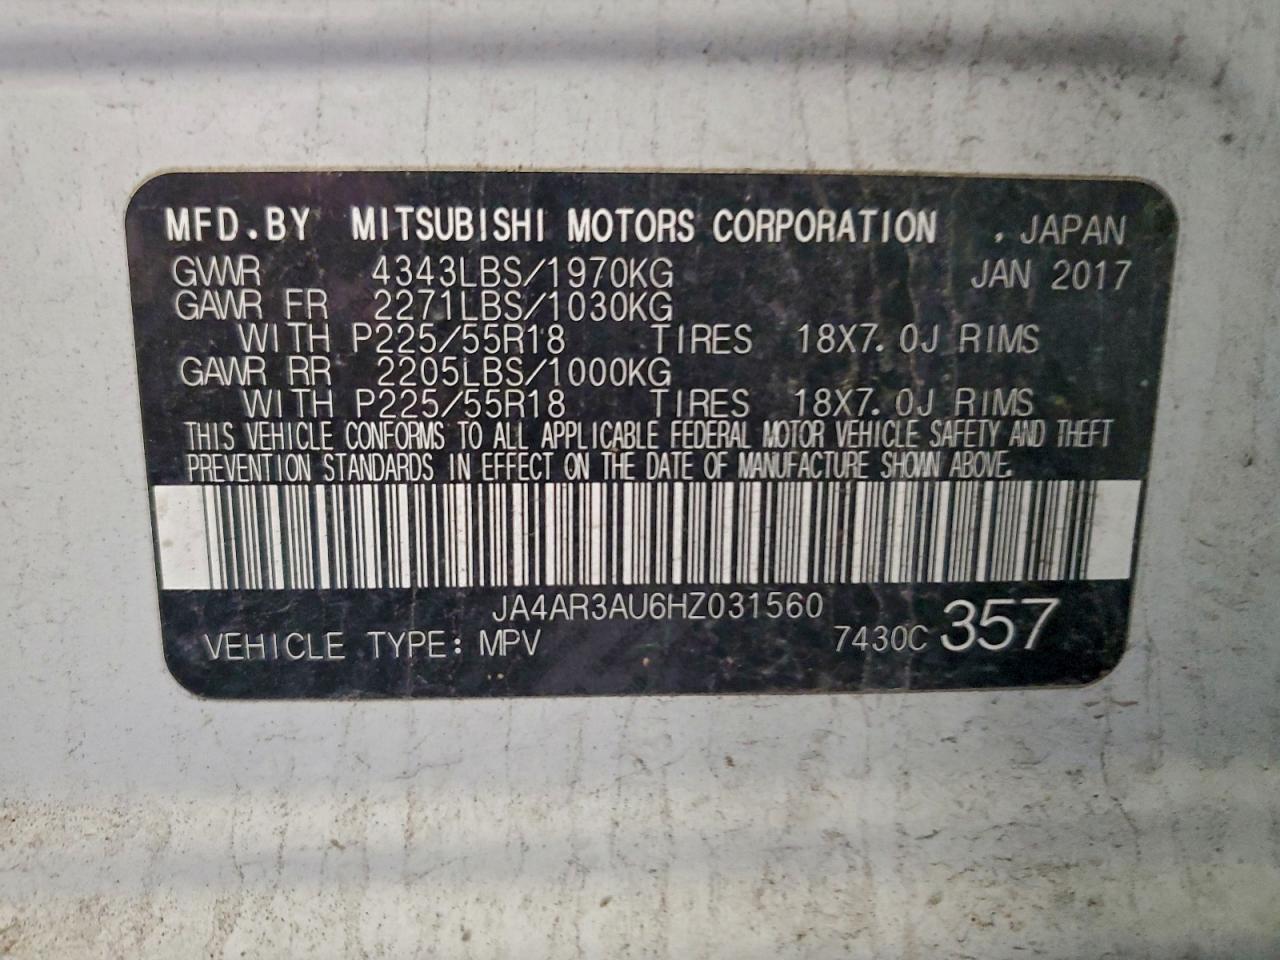 MFD.BY MITSUBISHI MOTORS CORPORATION , JAPAN
GVWR 4343LBS/1970KG JAN 2017
GAWR FR 2271LBS/1030KG
WITH P225/55R18 TIRES 18X7.0J RIMS
GAWR RR 2205LBS/1000KG
WITH P225/55R18 TIRES 18X7.0J RIMS
THIS VEHICLE CONFORMS TO ALL APPLICABLE FEDERAL MOTOR VEHICLE SAFETY AND THEFT
PREVENTION STANDARDS IN EFFECT ON THE DATE OF MANUFACTURE SHOWN ABOVE.
JA4AR3AU6HZ031560
VEHICLE TYPE: MPV 7430C 357